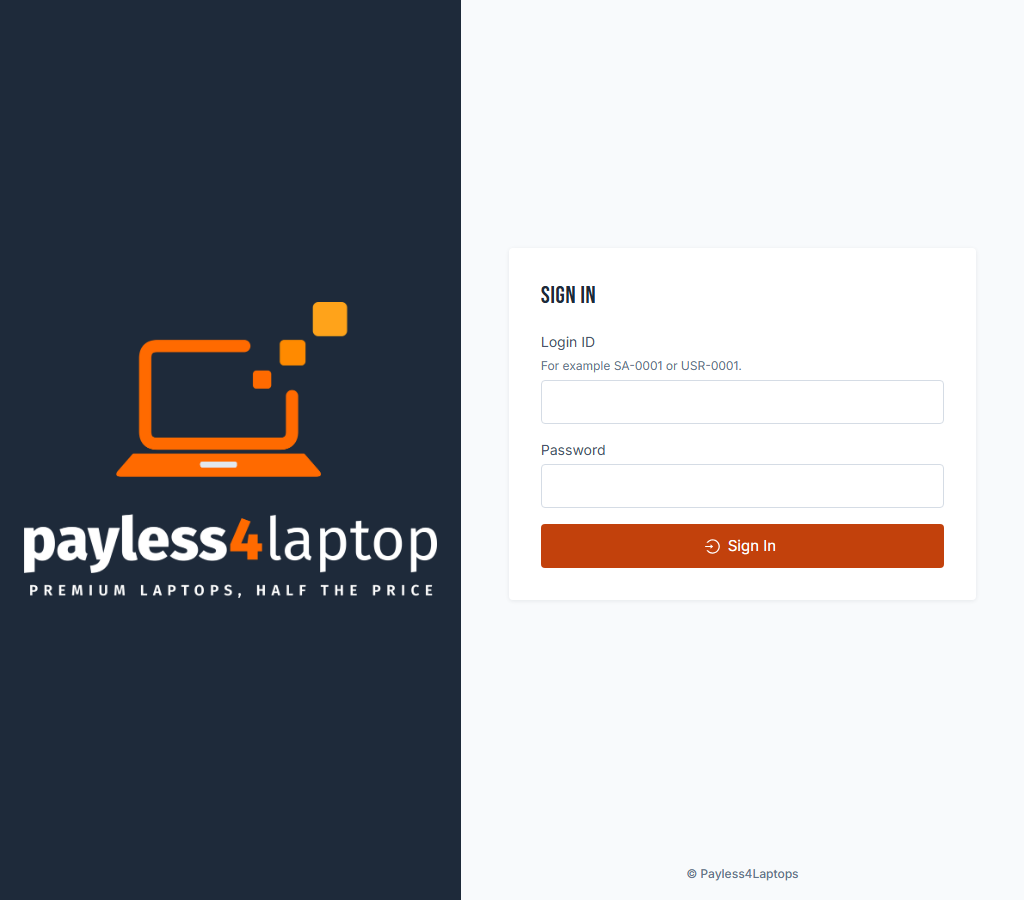 payless4laptop
PREMIUM LAPTOPS, HALF THE PRICE
SIGN IN
Login ID
For example SA-0001 or USR-0001.
Password
Sign In
© Payless4Laptops